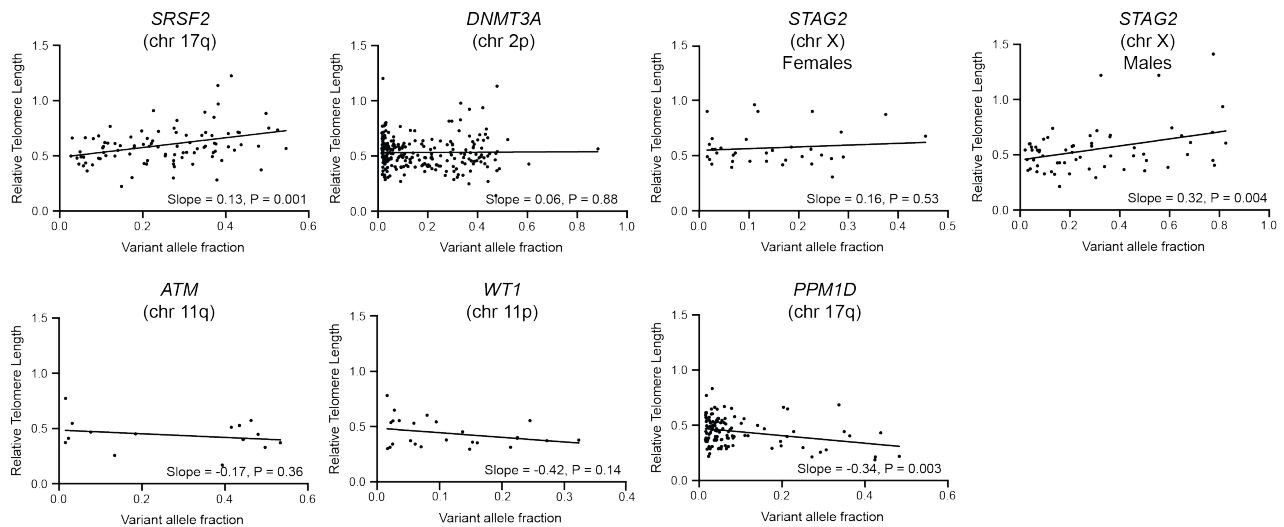 SRSF2
(chr 17q)
Relative Telomere Length
1.5
1.0
0.5
0.0
Slope = 0.13, P = 0.001
0.0 0.2 0.4 0.6
Variant allele fraction
DNMT3A
(chr 2p)
Relative Telomere Length
1.5
1.0
0.5
0.0
Slope = 0.06, P = 0.88
0.0 0.2 0.4 0.6 0.8 1.0
Variant allele fraction
STAG2
(chr X)
Females
Relative Telomere Length
1.5
1.0
0.5
0.0
Slope = 0.16, P = 0.53
0.0 0.1 0.2 0.3 0.4 0.5
Variant allele fraction
STAG2
(chr X)
Males
Relative Telomere Length
1.5
1.0
0.5
0.0
Slope = 0.32, P = 0.004
0.0 0.2 0.4 0.6 0.8 1.0
Variant allele fraction
ATM
(chr 11q)
Relative Telomere Length
1.5
1.0
0.5
0.0
Slope = -0.17, P = 0.36
0.0 0.2 0.4 0.6
Variant allele fraction
WT1
(chr 11p)
Relative Telomere Length
1.5
1.0
0.5
0.0
Slope = -0.42, P = 0.14
0.0 0.1 0.2 0.3 0.4
Variant allele fraction
PPM1D
(chr 17q)
Relative Telomere Length
1.5
1.0
0.5
0.0
Slope = -0.34, P = 0.003
0.0 0.2 0.4 0.6
Variant allele fraction